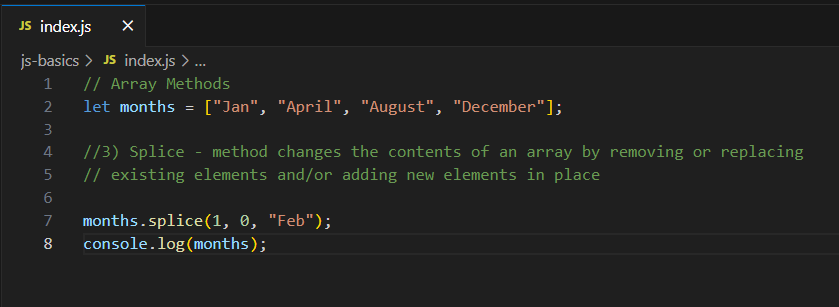 JS index.js ×
js-basics > JS index.js > ...
1 // Array Methods
2 let months = ["Jan", "April", "August", "December"];
3
4 //3) Splice - method changes the contents of an array by removing or replacing
5 // existing elements and/or adding new elements in place
6
7 months.splice(1, 0, "Feb");
8 console.log(months);